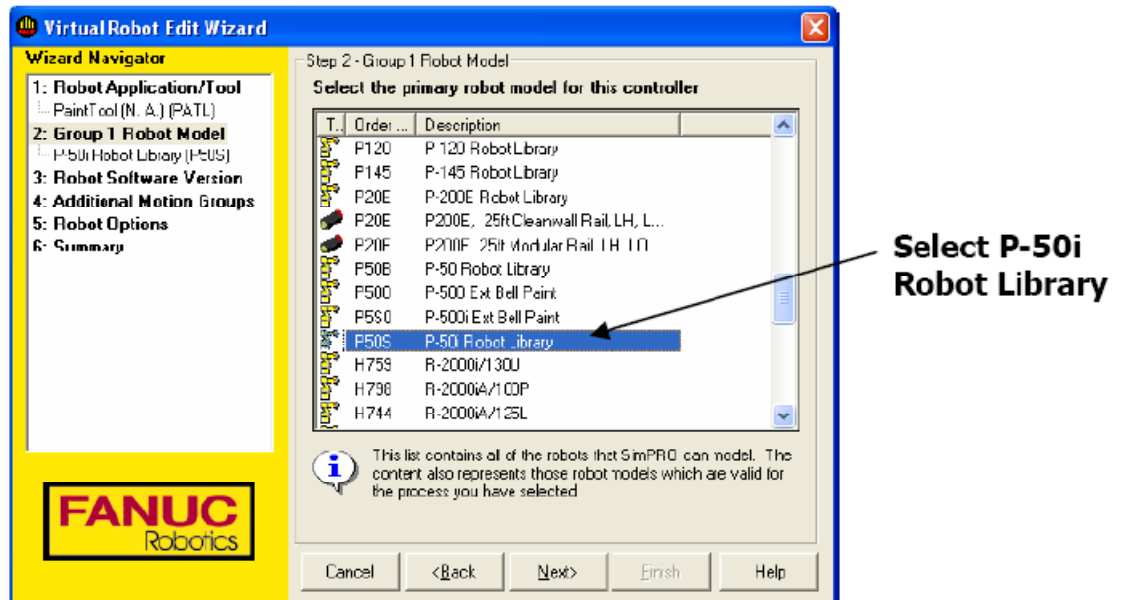 Virtual Robot Edit Wizard
Wizard Navigator
1: Robot Application/Tool
PaintTool (N. A.) (PATL)
2: Group 1 Robot Model
P-50i Robot Library (P50S)
3: Robot Software Version
4: Additional Motion Groups
5: Robot Options
6: Summary
FANUC
Robotics
Step 2 - Group 1 Robot Model
Select the primary robot model for this controller
T.. Order ... Description
P120 P-120 Robot Library
P145 P-145 Robot Library
P20E P-200E Robot Library
P20E P200E, 25ft Cleanwall Rail, LH, L...
P20F P200E, 25ft Modular Rail, LH, LO
P50B P-50 Robot Library
P500 P-500 Ext Bell Paint
P5S0 P-500i Ext Bell Paint
P50S P-50i Robot Library
H759 R-2000i/130U
H798 R-2000iA/100P
H744 R-2000iA/125L
This list contains all of the robots that SimPRO can model. The
content also represents those robot models which are valid for
the process you have selected
Cancel
<Back
Next>
Finish
Help
Select P-50i
Robot Library